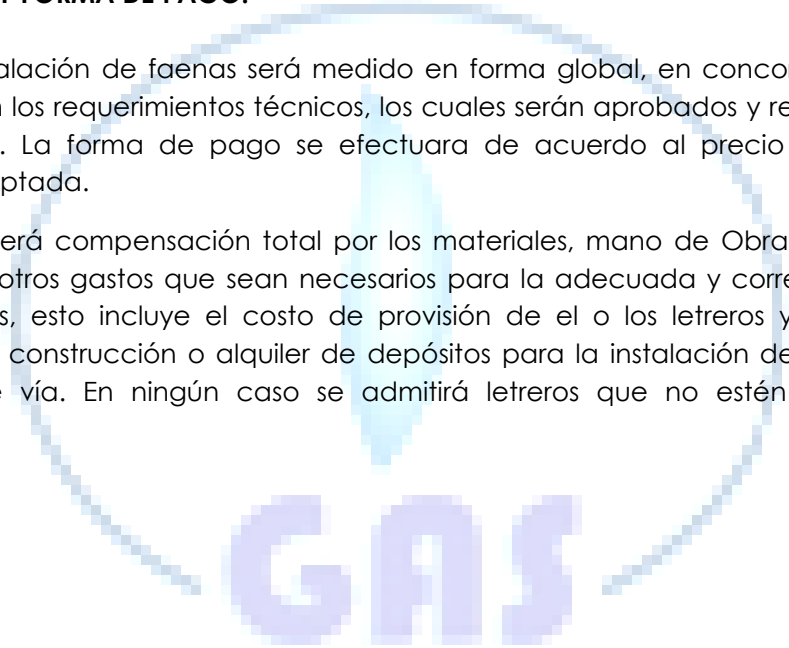 FORMA DE PAGO:
alación de faenas será medido en forma global, en concor
n los requerimientos técnicos, los cuales serán aprobados y re
. La forma de pago se efectuara de acuerdo al precio
ptada.
erá compensación total por los materiales, mano de Obra
otros gastos que sean necesarios para la adecuada y corre
s, esto incluye el costo de provisión de el o los letreros y
construcción o alquiler de depósitos para la instalación de
e vía. En ningún caso se admitirá letreros que no estén
GAS